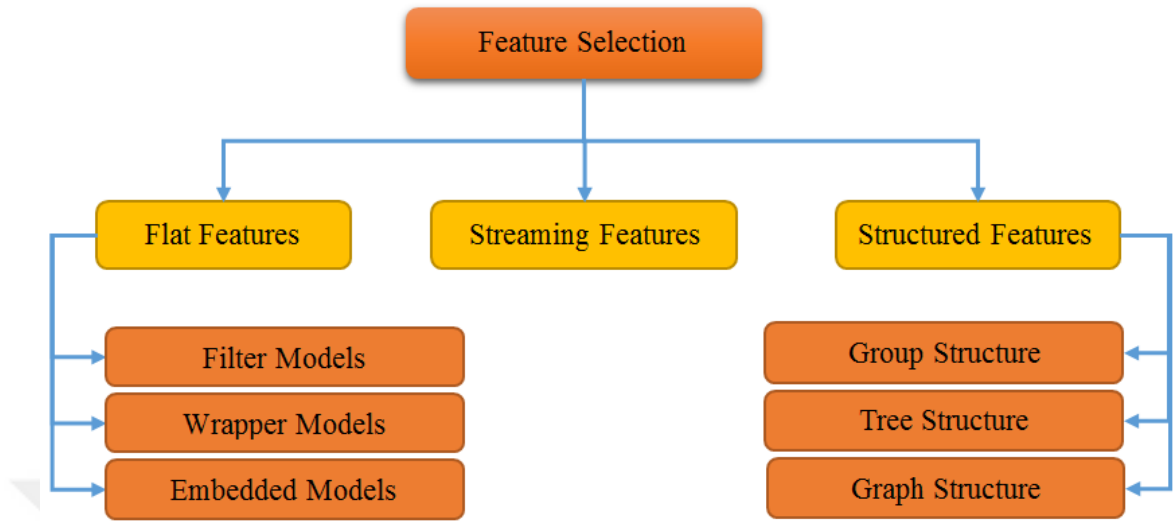 Feature Selection
Flat Features
Streaming Features
Structured Features
Filter Models
Wrapper Models
Embedded Models
Group Structure
Tree Structure
Graph Structure